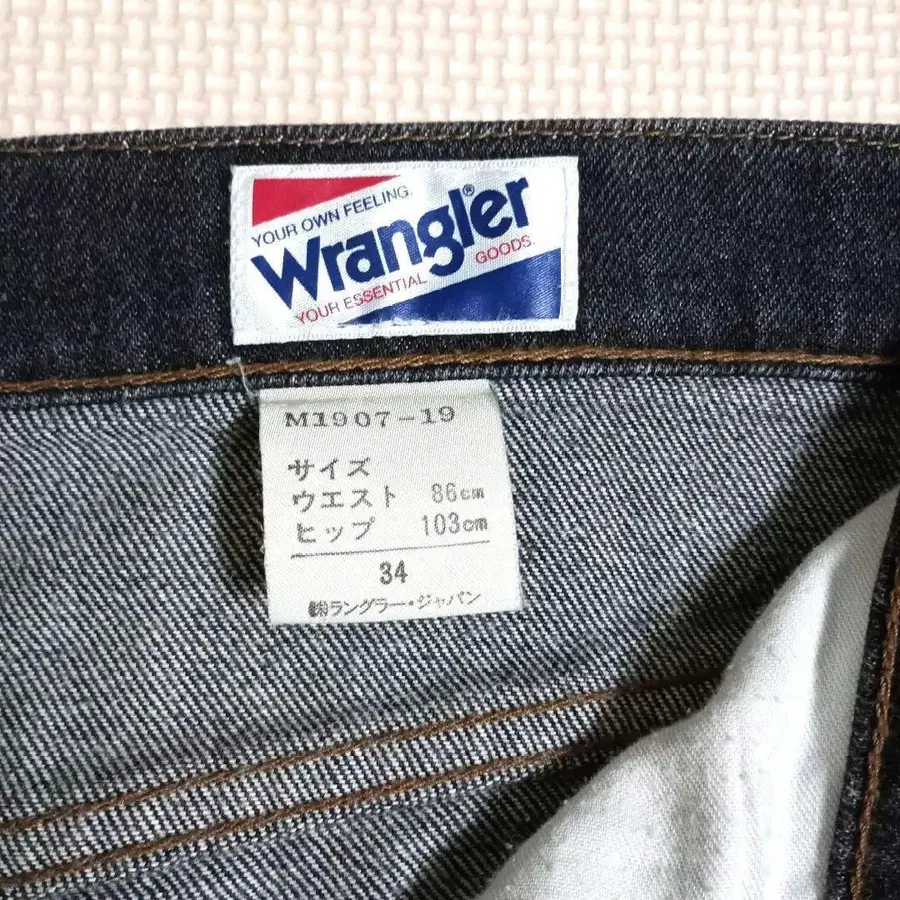 YOUR OWN FEELING.
Wrangler®
YOUR ESSENTIAL GOODS.
M1907-19
サイズ
ウエスト 86cm
ヒップ 103cm
34
㈱ラングラー・ジャパン